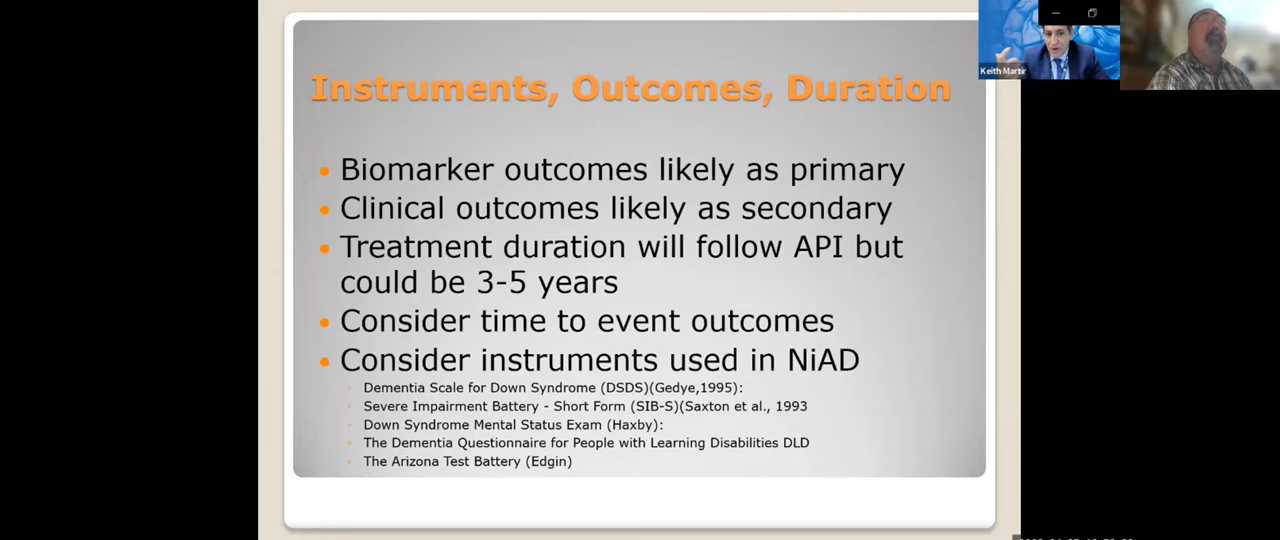 Instruments, Outcomes, Duration
Biomarker outcomes likely as primary
Clinical outcomes likely as secondary
Treatment duration will follow API but
could be 3-5 years
Consider time to event outcomes
Consider instruments used in NiAD
Dementia Scale for Down Syndrome (DSDS)(Gedye,1995):
Severe Impairment Battery - Short Form (SIB-S)(Saxton et al., 1993
Down Syndrome Mental Status Exam (Haxby):
The Dementia Questionnaire for People with Learning Disabilities DLD
The Arizona Test Battery (Edgin)
Keith Martir